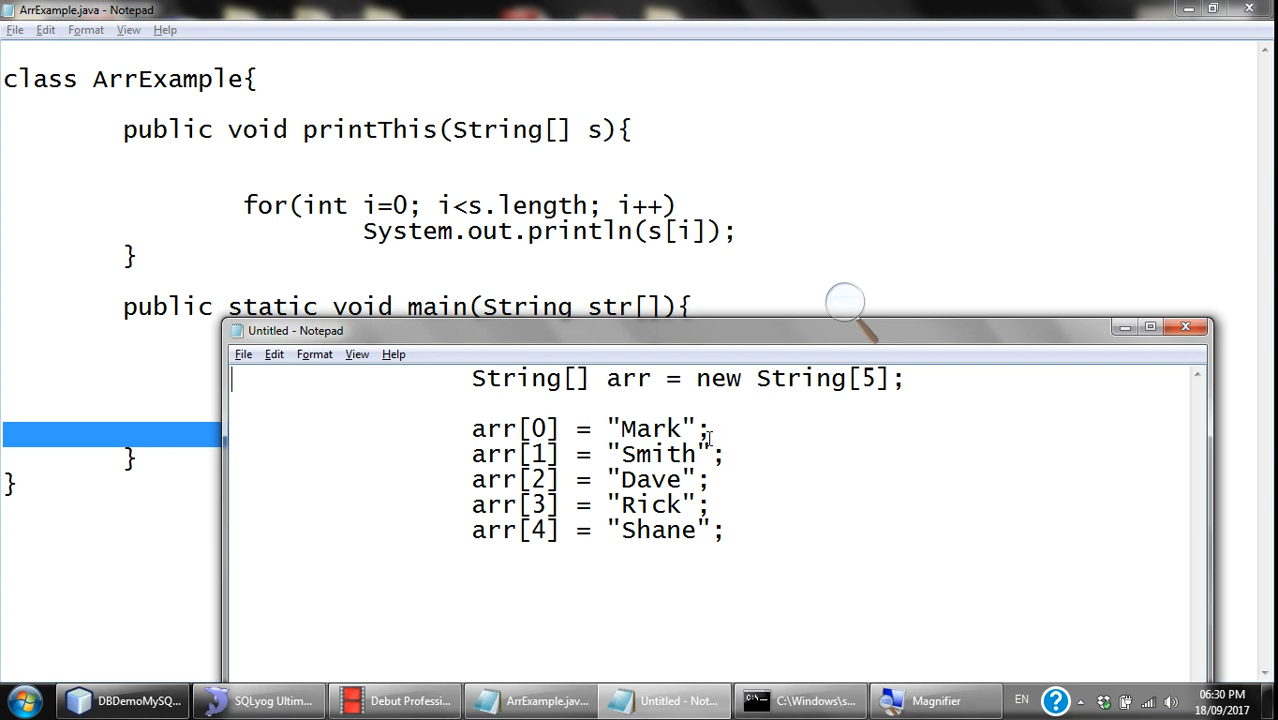 ArrExample.java - Notepad
File Edit Format View Help
class ArrExample{
public void printThis(String[] s){
for(int i=0; i<s.length; i++)
System.out.println(s[i]);
}
public static void main(String str[]){
}
}
Untitled - Notepad
File Edit Format View Help
String[] arr = new String[5];
arr[0] = "Mark";
arr[1] = "Smith";
arr[2] = "Dave";
arr[3] = "Rick";
arr[4] = "Shane";
DBDemoMySQ... SQLyog Ultim... Debut Professi... ArrExample.jav... Untitled - Not... C:\Windows\s... Magnifier EN 06:30 PM
18/09/2017